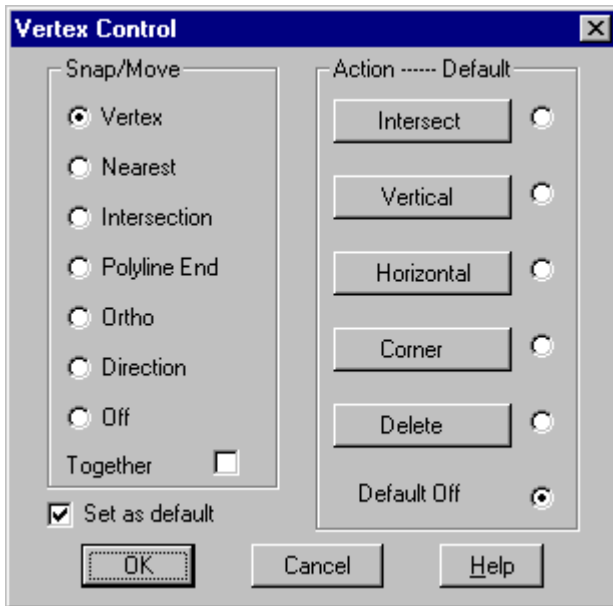 Vertex Control
Snap/Move
Vertex
Nearest
Intersection
Polyline End
Ortho
Direction
Off
Together
Set as default
Action ------ Default
Intersect
Vertical
Horizontal
Corner
Delete
Default Off
OK
Cancel
Help